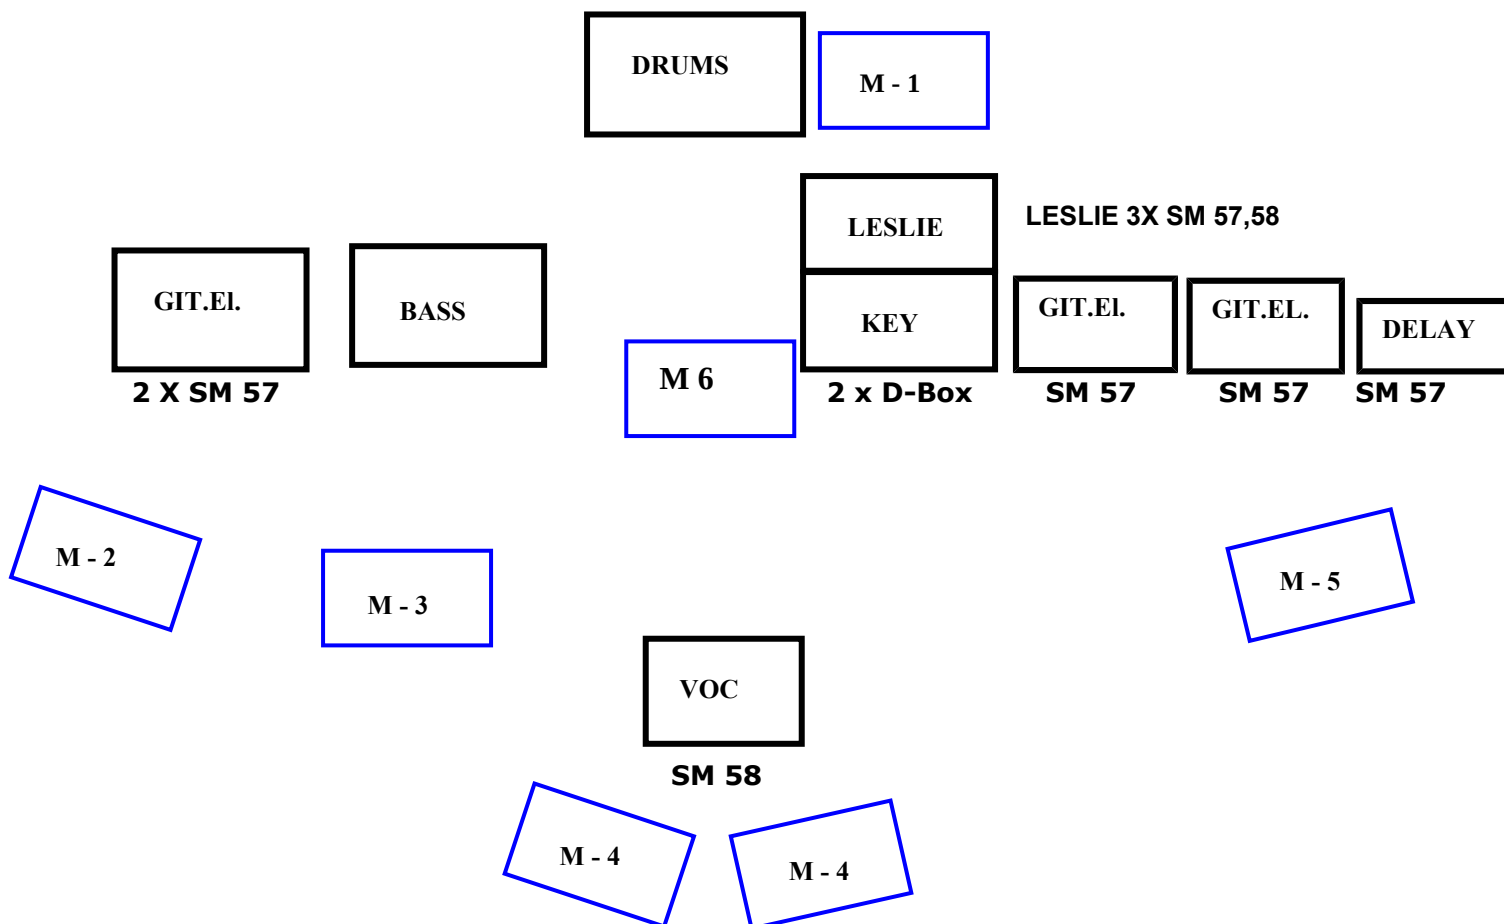 DRUMS
M - 1
LESLIE
LESLIE 3X SM 57,58
GIT.El.
BASS
KEY
GIT.El.
GIT.EL.
DELAY
M 6
2 X SM 57
2 x D-Box
SM 57
SM 57
SM 57
M - 2
M - 3
M - 5
VOC
SM 58
M - 4
M - 4